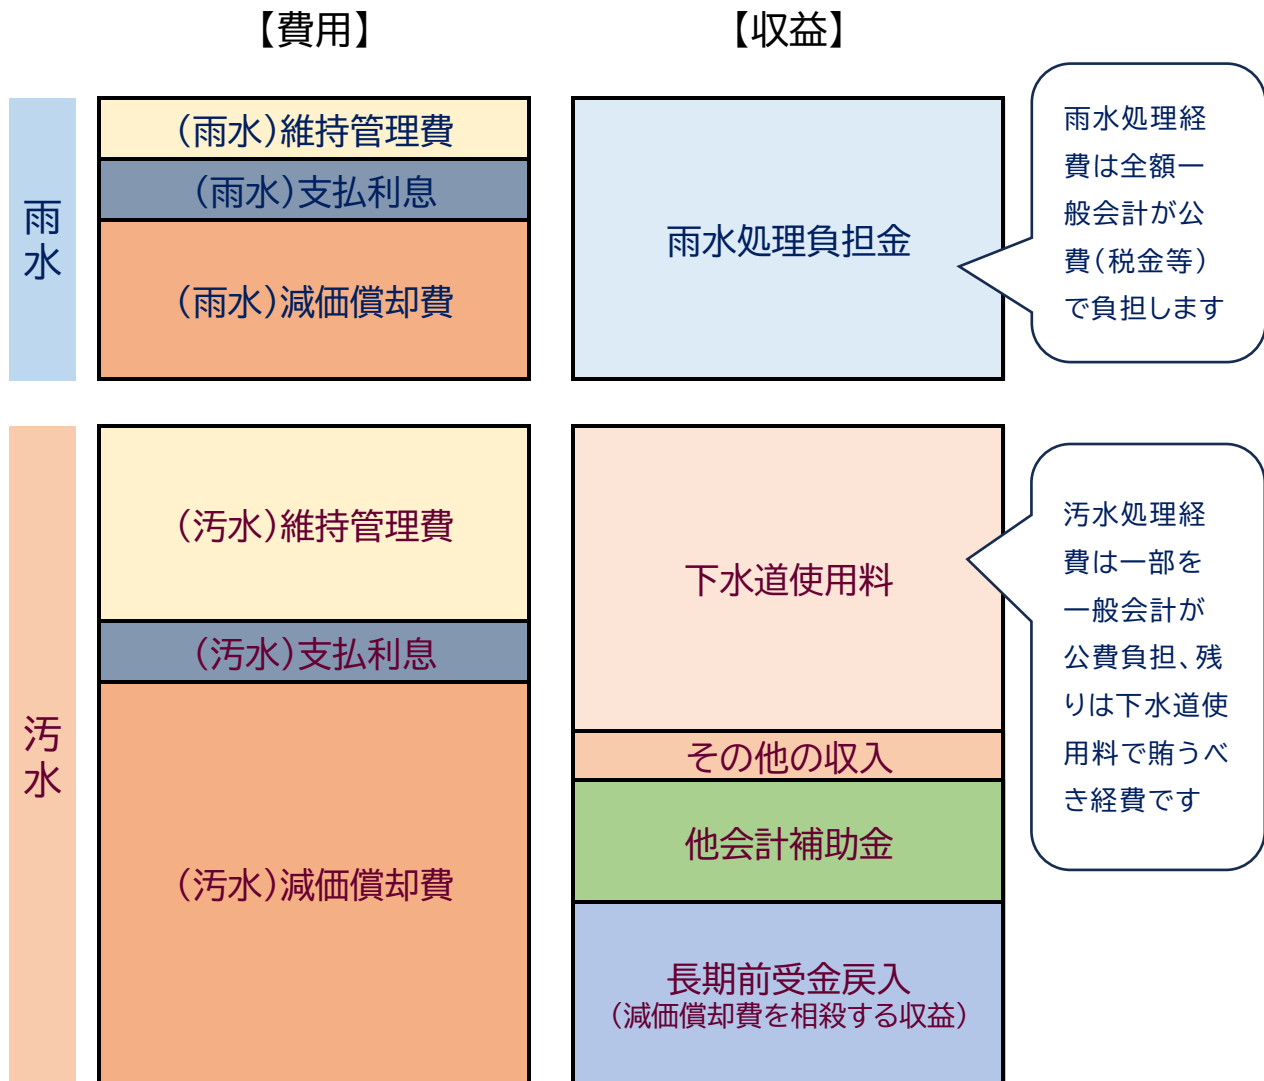 【費用】
【収益】
雨水
(雨水)維持管理費
(雨水)支払利息
(雨水)減価償却費
雨水処理負担金
雨水処理経
費は全額一
般会計が公
費(税金等)
で負担します
汚水
(汚水)維持管理費
(汚水)支払利息
(汚水)減価償却費
下水道使用料
その他の収入
他会計補助金
長期前受金戻入
(減価償却費を相殺する収益)
汚水処理経
費は一部を
一般会計が
公費負担、残
りは下水道使
用料で賄うべ
き経費です